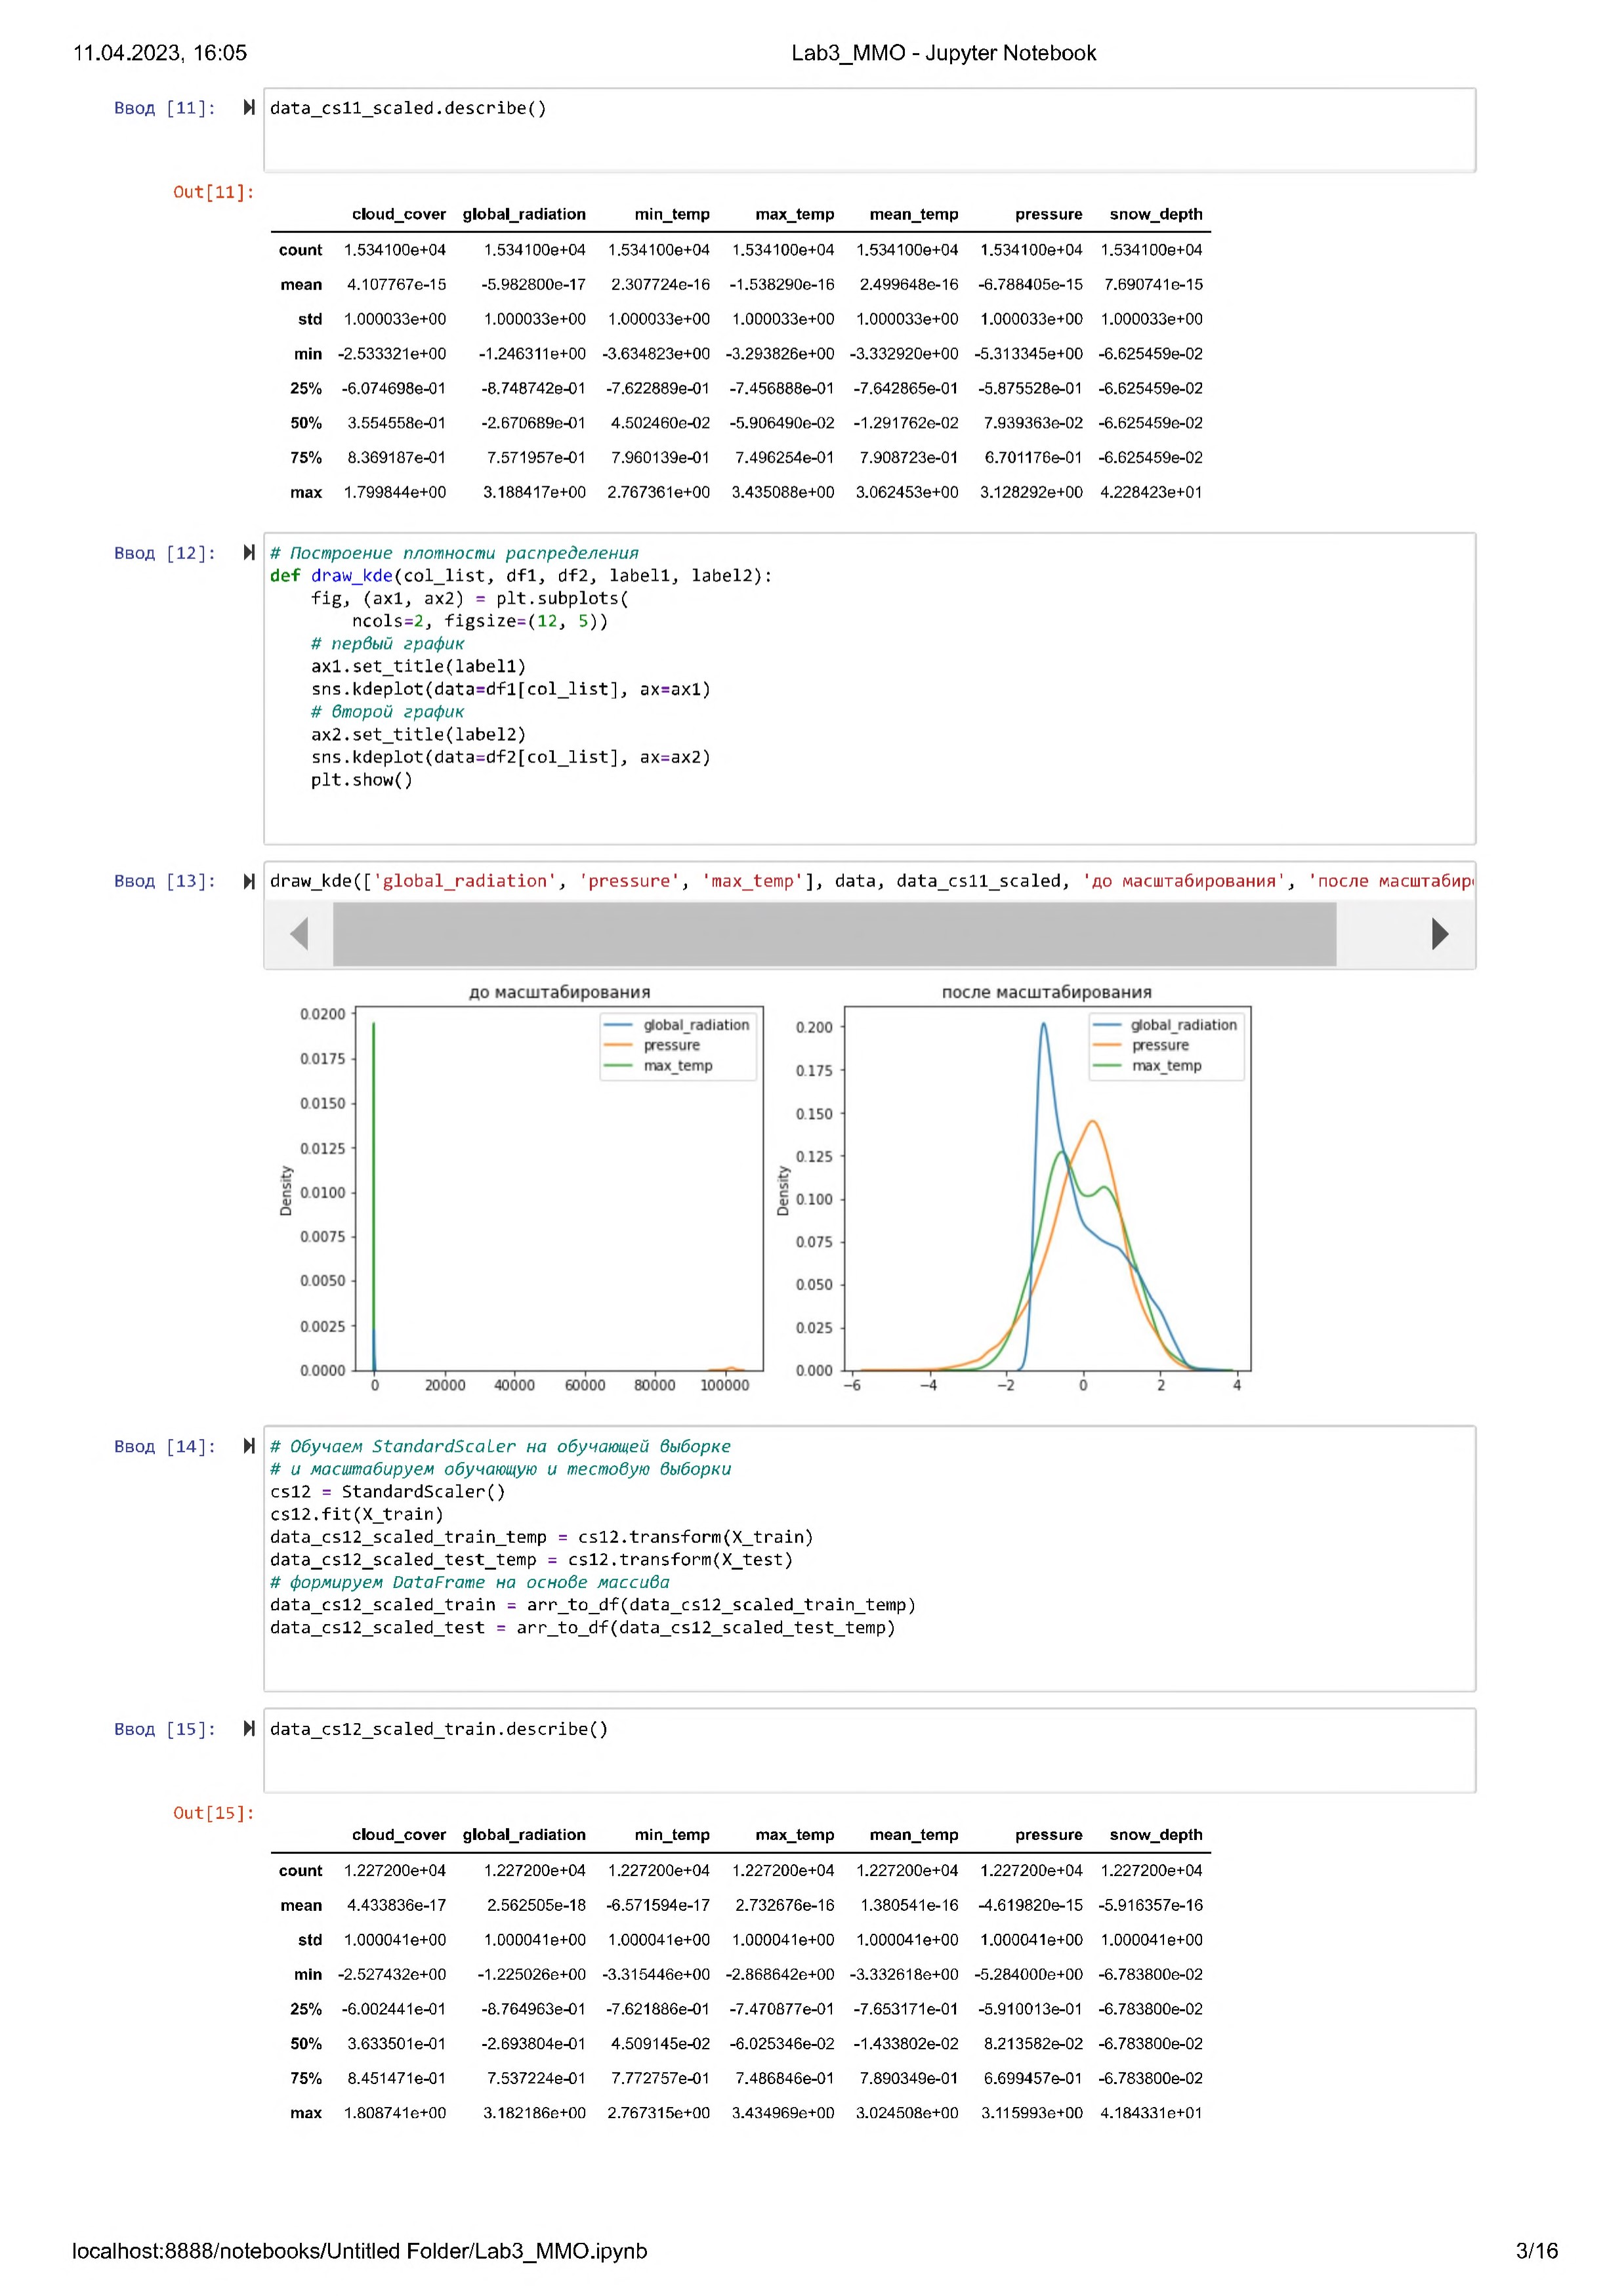 11.04.2023, 16:05 Lab3_MMO - Jupyter Notebook
Ввод [11]: data_cs11_scaled.describe()
Out[11]:
cloud_cover global_radiation min_temp max_temp mean_temp pressure snow_depth
count 1.534100e+04 1.534100e+04 1.534100e+04 1.534100e+04 1.534100e+04 1.534100e+04 1.534100e+04
mean 4.107767e-15 -5.982800e-17 2.307724e-16 -1.538290e-16 2.499648e-16 -6.788405e-15 7.690741e-15
std 1.000033e+00 1.000033e+00 1.000033e+00 1.000033e+00 1.000033e+00 1.000033e+00 1.000033e+00
min -2.533321e+00 -1.246311e+00 -3.634823e+00 -3.293826e+00 -3.332920e+00 -5.313345e+00 -6.625459e-02
25% -6.074698e-01 -8.748742e-01 -7.622889e-01 -7.456888e-01 -7.642865e-01 -5.875528e-01 -6.625459e-02
50% 3.554558e-01 -2.670689e-01 4.502460e-02 -5.906490e-02 -1.291762e-02 7.939363e-02 -6.625459e-02
75% 8.369187e-01 7.571957e-01 7.960139e-01 7.496254e-01 7.908723e-01 6.701176e-01 -6.625459e-02
max 1.799844e+00 3.188417e+00 2.767361e+00 3.435088e+00 3.062453e+00 3.128292e+00 4.228423e+01
Ввод [12]: # Построение плотности распределения
def draw_kde(col_list, df1, df2, label1, label2):
fig, (ax1, ax2) = plt.subplots(
ncols=2, figsize=(12, 5))
# первый график
ax1.set_title(label1)
sns.kdeplot(data=df1[col_list], ax=ax1)
# второй график
ax2.set_title(label2)
sns.kdeplot(data=df2[col_list], ax=ax2)
plt.show()
Ввод [13]: draw_kde(['global_radiation', 'pressure', 'max_temp'], data, data_cs11_scaled, 'до масштабирования', 'после масштабир
до масштабирования
0.0200
0.0175
0.0150
0.0125
0.0100
0.0075
0.0050
0.0025
0.0000
Density
0 20000 40000 60000 80000 100000
global_radiation
pressure
max_temp
после масштабирования
0.200
0.175
0.150
0.125
0.100
0.075
0.050
0.025
0.000
Density
−6 −4 −2 0 2 4
global_radiation
pressure
max_temp
Ввод [14]: # Обучаем StandardScaler на обучающей выборке
# и масштабируем обучающую и тестовую выборки
cs12 = StandardScaler()
cs12.fit(X_train)
data_cs12_scaled_train_temp = cs12.transform(X_train)
data_cs12_scaled_test_temp = cs12.transform(X_test)
# формируем DataFrame на основе массива
data_cs12_scaled_train = arr_to_df(data_cs12_scaled_train_temp)
data_cs12_scaled_test = arr_to_df(data_cs12_scaled_test_temp)
Ввод [15]: data_cs12_scaled_train.describe()
Out[15]:
cloud_cover global_radiation min_temp max_temp mean_temp pressure snow_depth
count 1.227200e+04 1.227200e+04 1.227200e+04 1.227200e+04 1.227200e+04 1.227200e+04 1.227200e+04
mean 4.433836e-17 2.562505e-18 -6.571594e-17 2.732676e-16 1.380541e-16 -4.619820e-15 -5.916357e-16
std 1.000041e+00 1.000041e+00 1.000041e+00 1.000041e+00 1.000041e+00 1.000041e+00 1.000041e+00
min -2.527432e+00 -1.225026e+00 -3.315446e+00 -2.868642e+00 -3.332618e+00 -5.284000e+00 -6.783800e-02
25% -6.002441e-01 -8.764963e-01 -7.621886e-01 -7.470877e-01 -7.653171e-01 -5.910013e-01 -6.783800e-02
50% 3.633501e-01 -2.693804e-01 4.509145e-02 -6.025346e-02 -1.433802e-02 8.213582e-02 -6.783800e-02
75% 8.451471e-01 7.537224e-01 7.772757e-01 7.486846e-01 7.890349e-01 6.699457e-01 -6.783800e-02
max 1.808741e+00 3.182186e+00 2.767315e+00 3.434969e+00 3.024508e+00 3.115993e+00 4.184331e+01
localhost:8888/notebooks/Untitled Folder/Lab3_MMO.ipynb 3/16